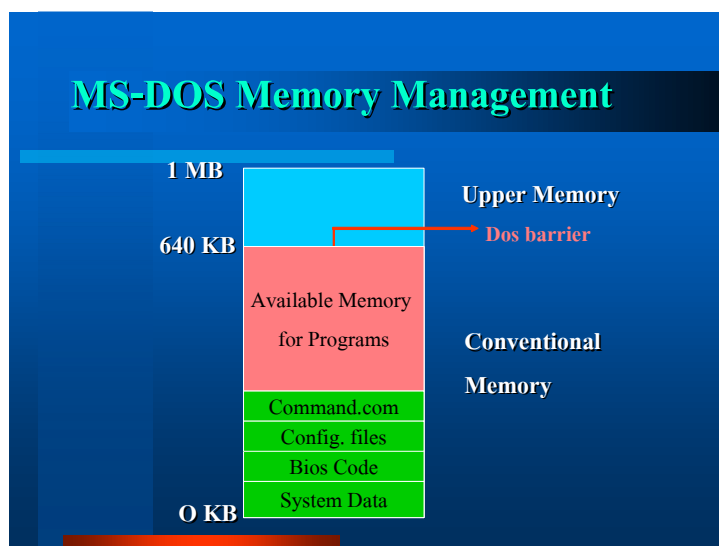 MS-DOS Memory Management
1 MB
Upper Memory
640 KB
Dos barrier
Available Memory
for Programs
Conventional
Memory
Command.com
Config. files
Bios Code
System Data
O KB